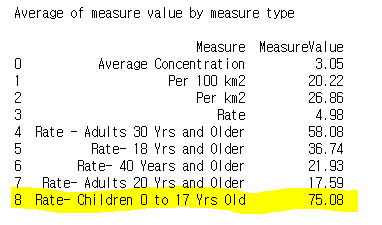 Average of measure value by measure type
Measure MeasureValue
0 Average Concentration 3.05
1 Per 100 km2 20.22
2 Per km2 26.86
3 Rate 4.98
4 Rate - Adults 30 Yrs and Older 58.08
5 Rate- 18 Yrs and Older 36.74
6 Rate- 40 Years and Older 21.93
7 Rate- Adults 20 Yrs and Older 17.59
8 Rate- Children 0 to 17 Yrs Old 75.08